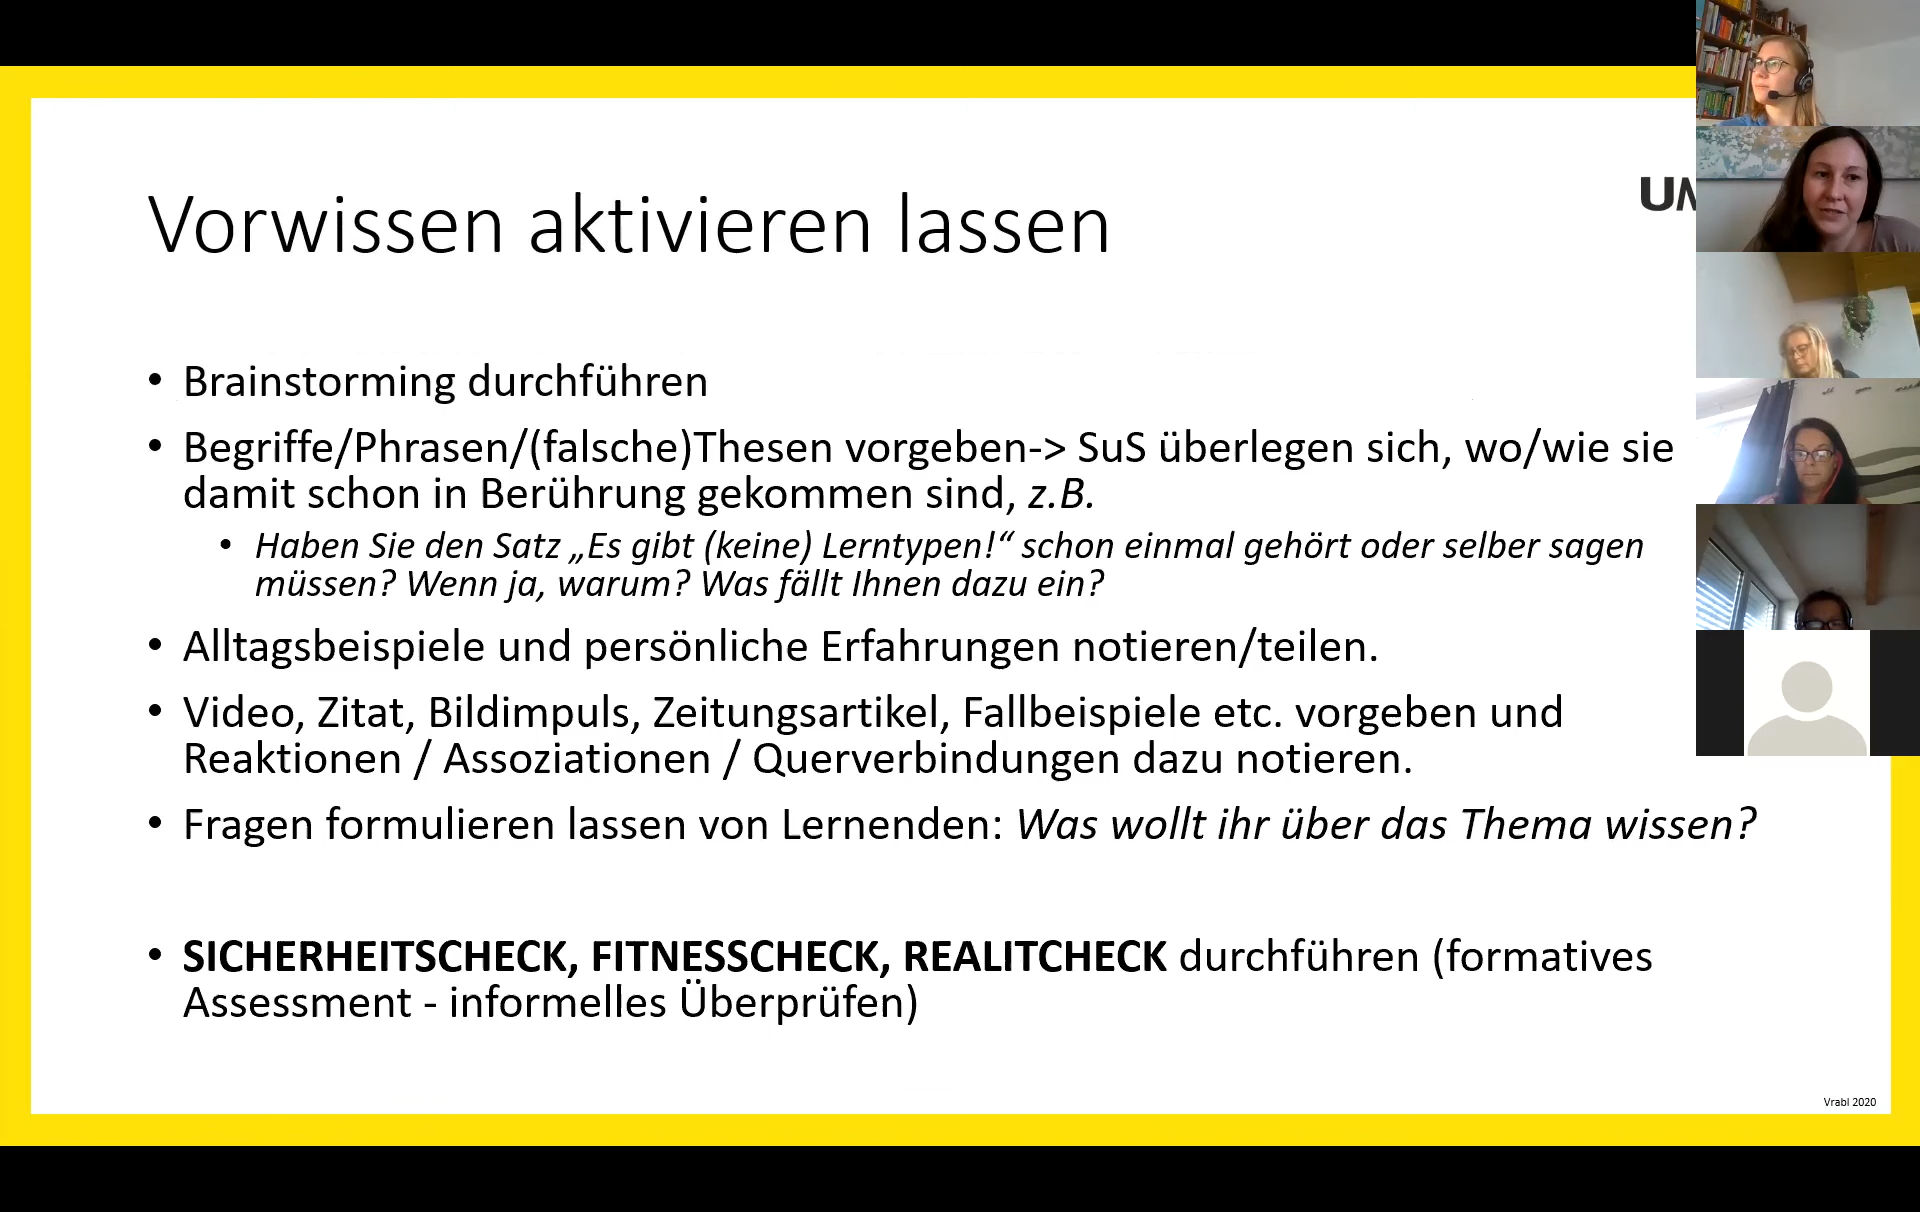 Vorwissen aktivieren lassen
UM
• Brainstorming durchführen
• Begriffe/Phrasen/(falsche)Thesen vorgeben-> SuS überlegen sich, wo/wie sie
damit schon in Berührung gekommen sind, z.B.
• Haben Sie den Satz „Es gibt (keine) Lerntypen!“ schon einmal gehört oder selber sagen
müssen? Wenn ja, warum? Was fällt Ihnen dazu ein?
• Alltagsbeispiele und persönliche Erfahrungen notieren/teilen.
• Video, Zitat, Bildimpuls, Zeitungsartikel, Fallbeispiele etc. vorgeben und
Reaktionen / Assoziationen / Querverbindungen dazu notieren.
• Fragen formulieren lassen von Lernenden: Was wollt ihr über das Thema wissen?
• SICHERHEITSCHECK, FITNESSCHECK, REALITCHECK durchführen (formatives
Assessment - informelles Überprüfen)
Vrabl 2020